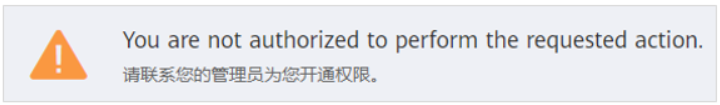 You are not authorized to perform the requested action.
请联系您的管理员为您开通权限。